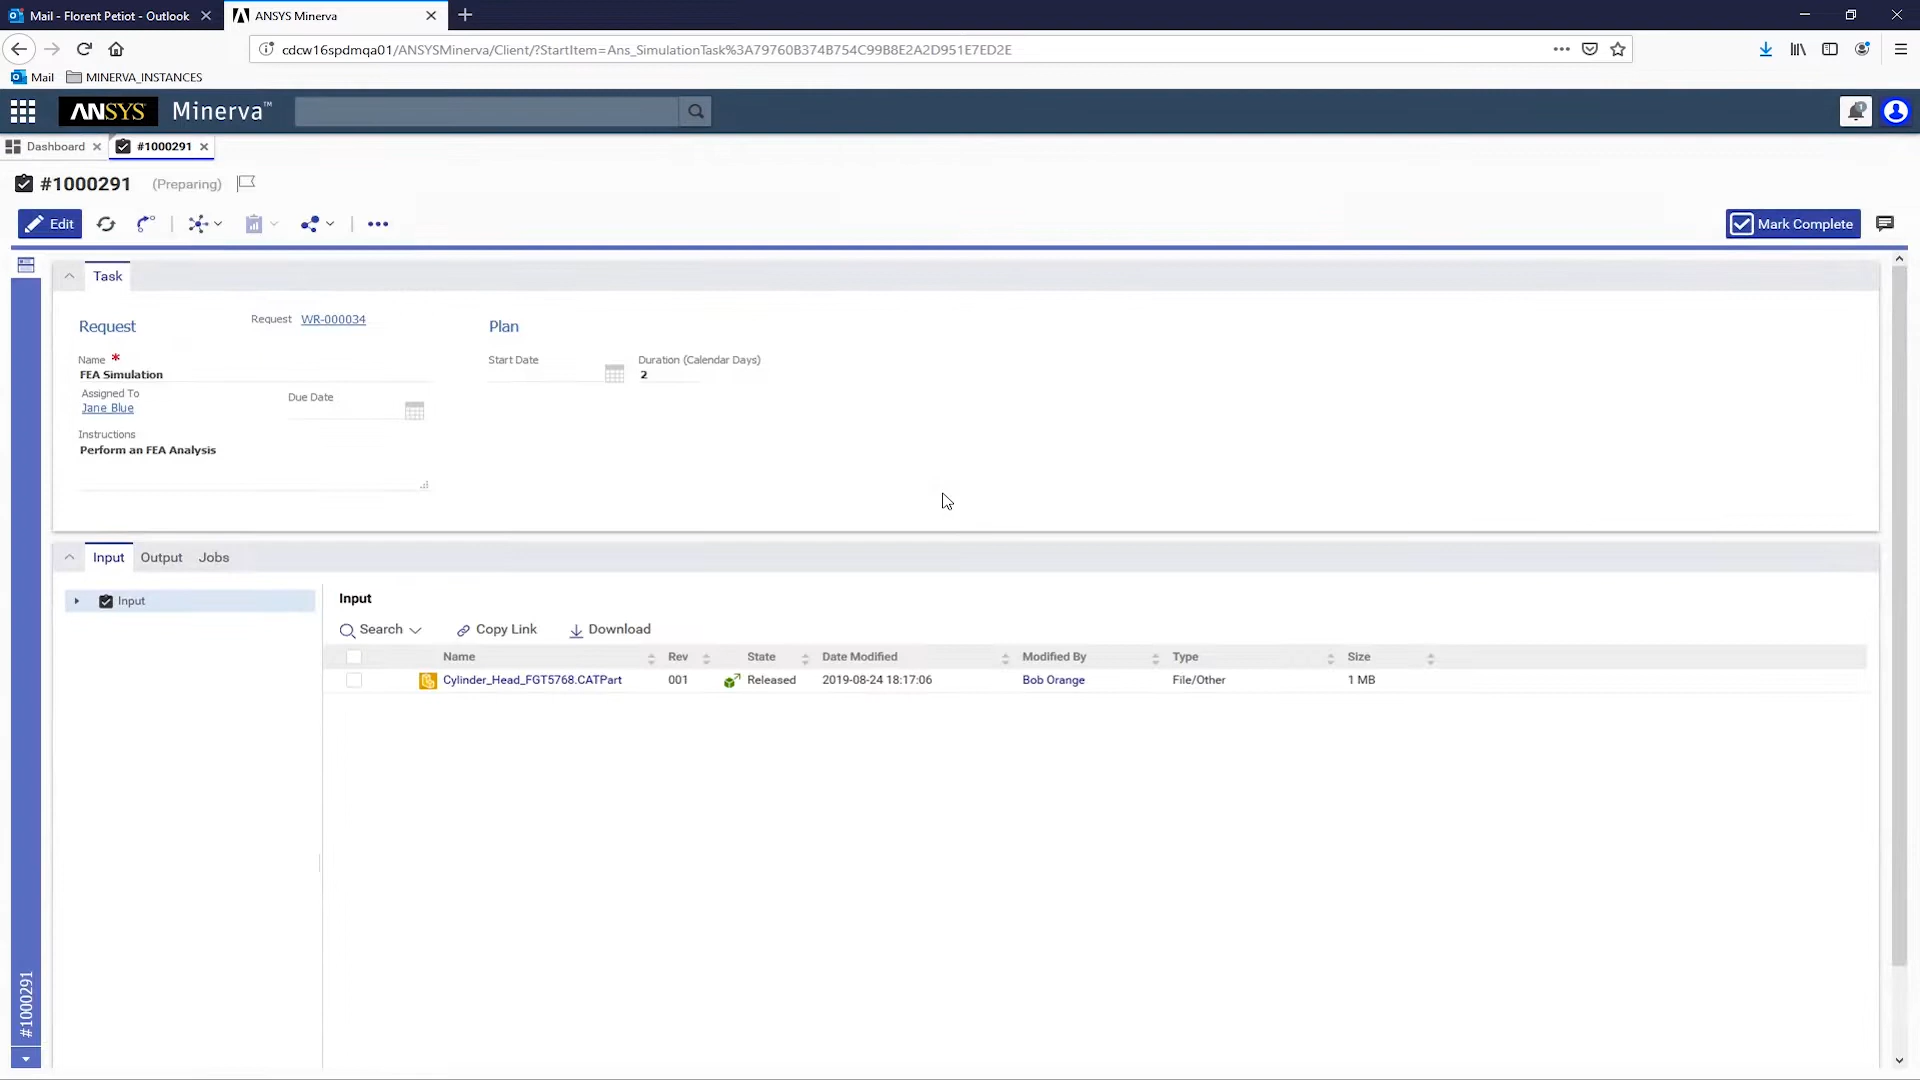 Mail - Florent Petiot - Outlook
ANSYS Minerva
cdcw16spdmqa01/ANSYSMinerva/Client/?StartItem=Ans_SimulationTask%3A79760B374B754C99B8E2A2D951E7ED2E
Mail MINERVA_INSTANCES
ANSYS Minerva™
Dashboard #1000291
#1000291 (Preparing)
Edit Mark Complete
Task
Request Request WR-000034 Plan
Name * Start Date Duration (Calendar Days)
FEA Simulation 2
Assigned To Due Date
Jane Blue
Instructions
Perform an FEA Analysis
Input Output Jobs
Input Input
Search Copy Link Download
Name Rev State Date Modified Modified By Type Size
Cylinder_Head_FGT5768.CATPart 001 Released 2019-08-24 18:17:06 Bob Orange File/Other 1 MB
#1000291